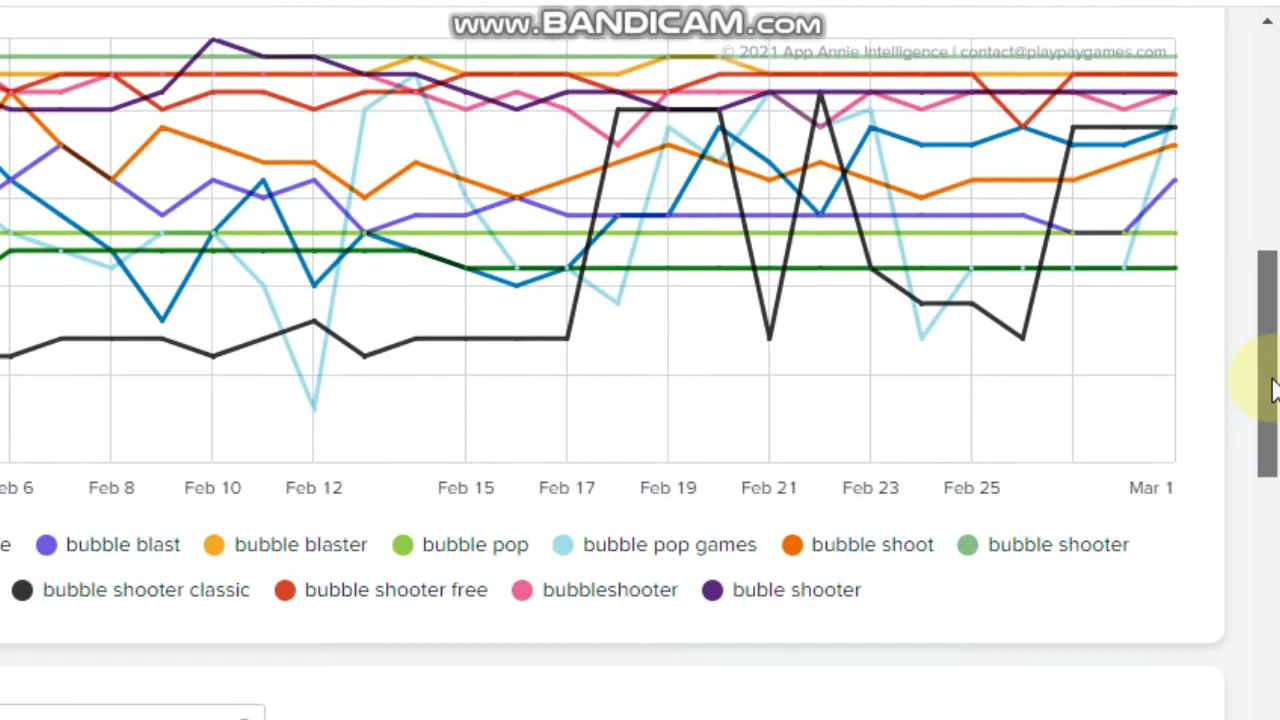 www.BANDICAM.com
© 2021 App Annie Intelligence | contact@playpaygames.com
eb 6 Feb 8 Feb 10 Feb 12 Feb 15 Feb 17 Feb 19 Feb 21 Feb 23 Feb 25 Mar 1
e bubble blast bubble blaster bubble pop bubble pop games bubble shoot bubble shooter
bubble shooter classic bubble shooter free bubbleshooter buble shooter